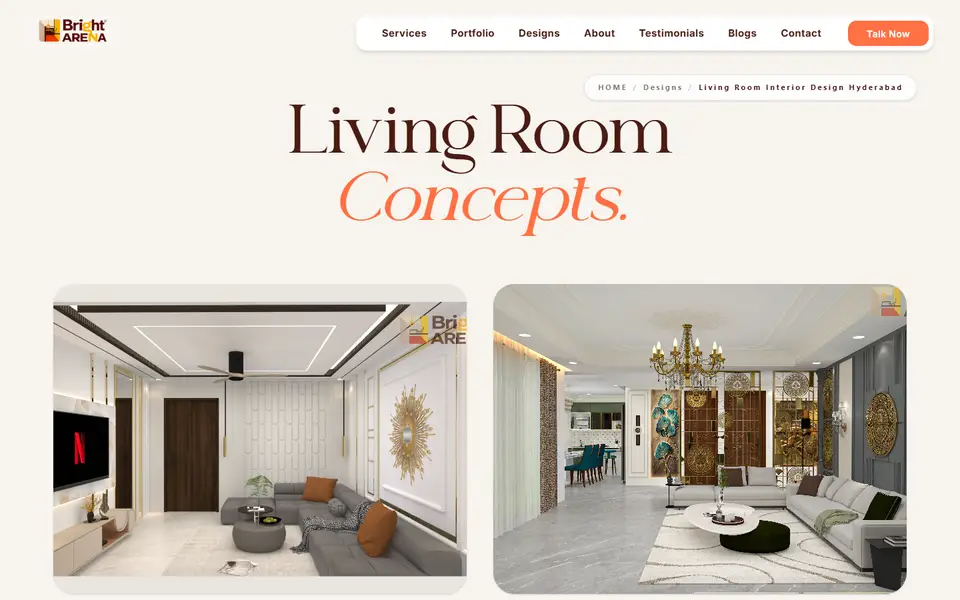 Bright
ARENA
Services Portfolio Designs About Testimonials Blogs Contact Talk Now
HOME / Designs / Living Room Interior Design Hyderabad
Living Room
Concepts.
N